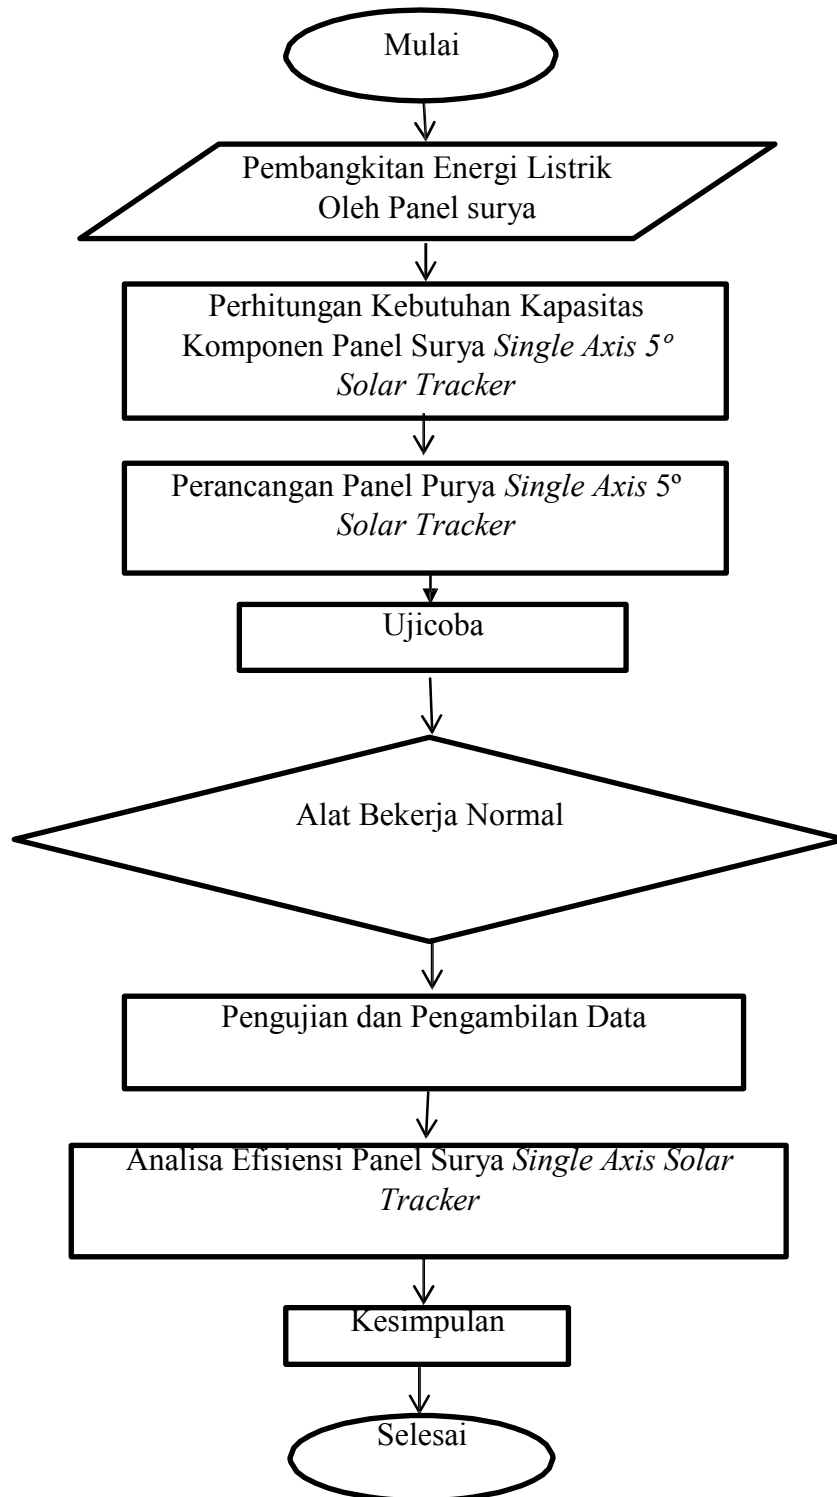 Mulai
Pembangkitan Energi Listrik
Oleh Panel surya
Perhitungan Kebutuhan Kapasitas
Komponen Panel Surya Single Axis 5º
Solar Tracker
Perancangan Panel Purya Single Axis 5º
Solar Tracker
Ujicoba
Alat Bekerja Normal
Pengujian dan Pengambilan Data
Analisa Efisiensi Panel Surya Single Axis Solar
Tracker
Kesimpulan
Selesai